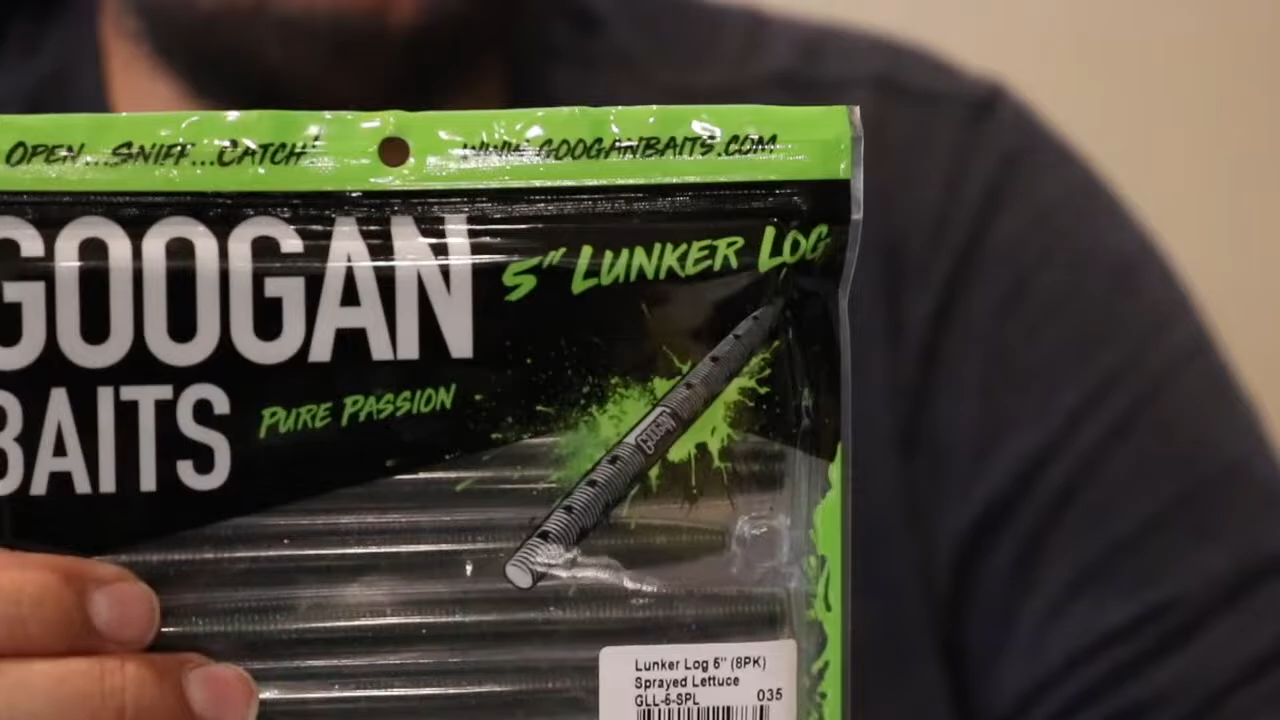 OPEN...SNIFF...CATCH!
WWW.GOOGANBAITS.COM
GOOGAN
BAITS
PURE PASSION
5" LUNKER LOG
GOOGAN
Lunker Log 5" (8PK)
Sprayed Lettuce
GLL-5-SPL 035